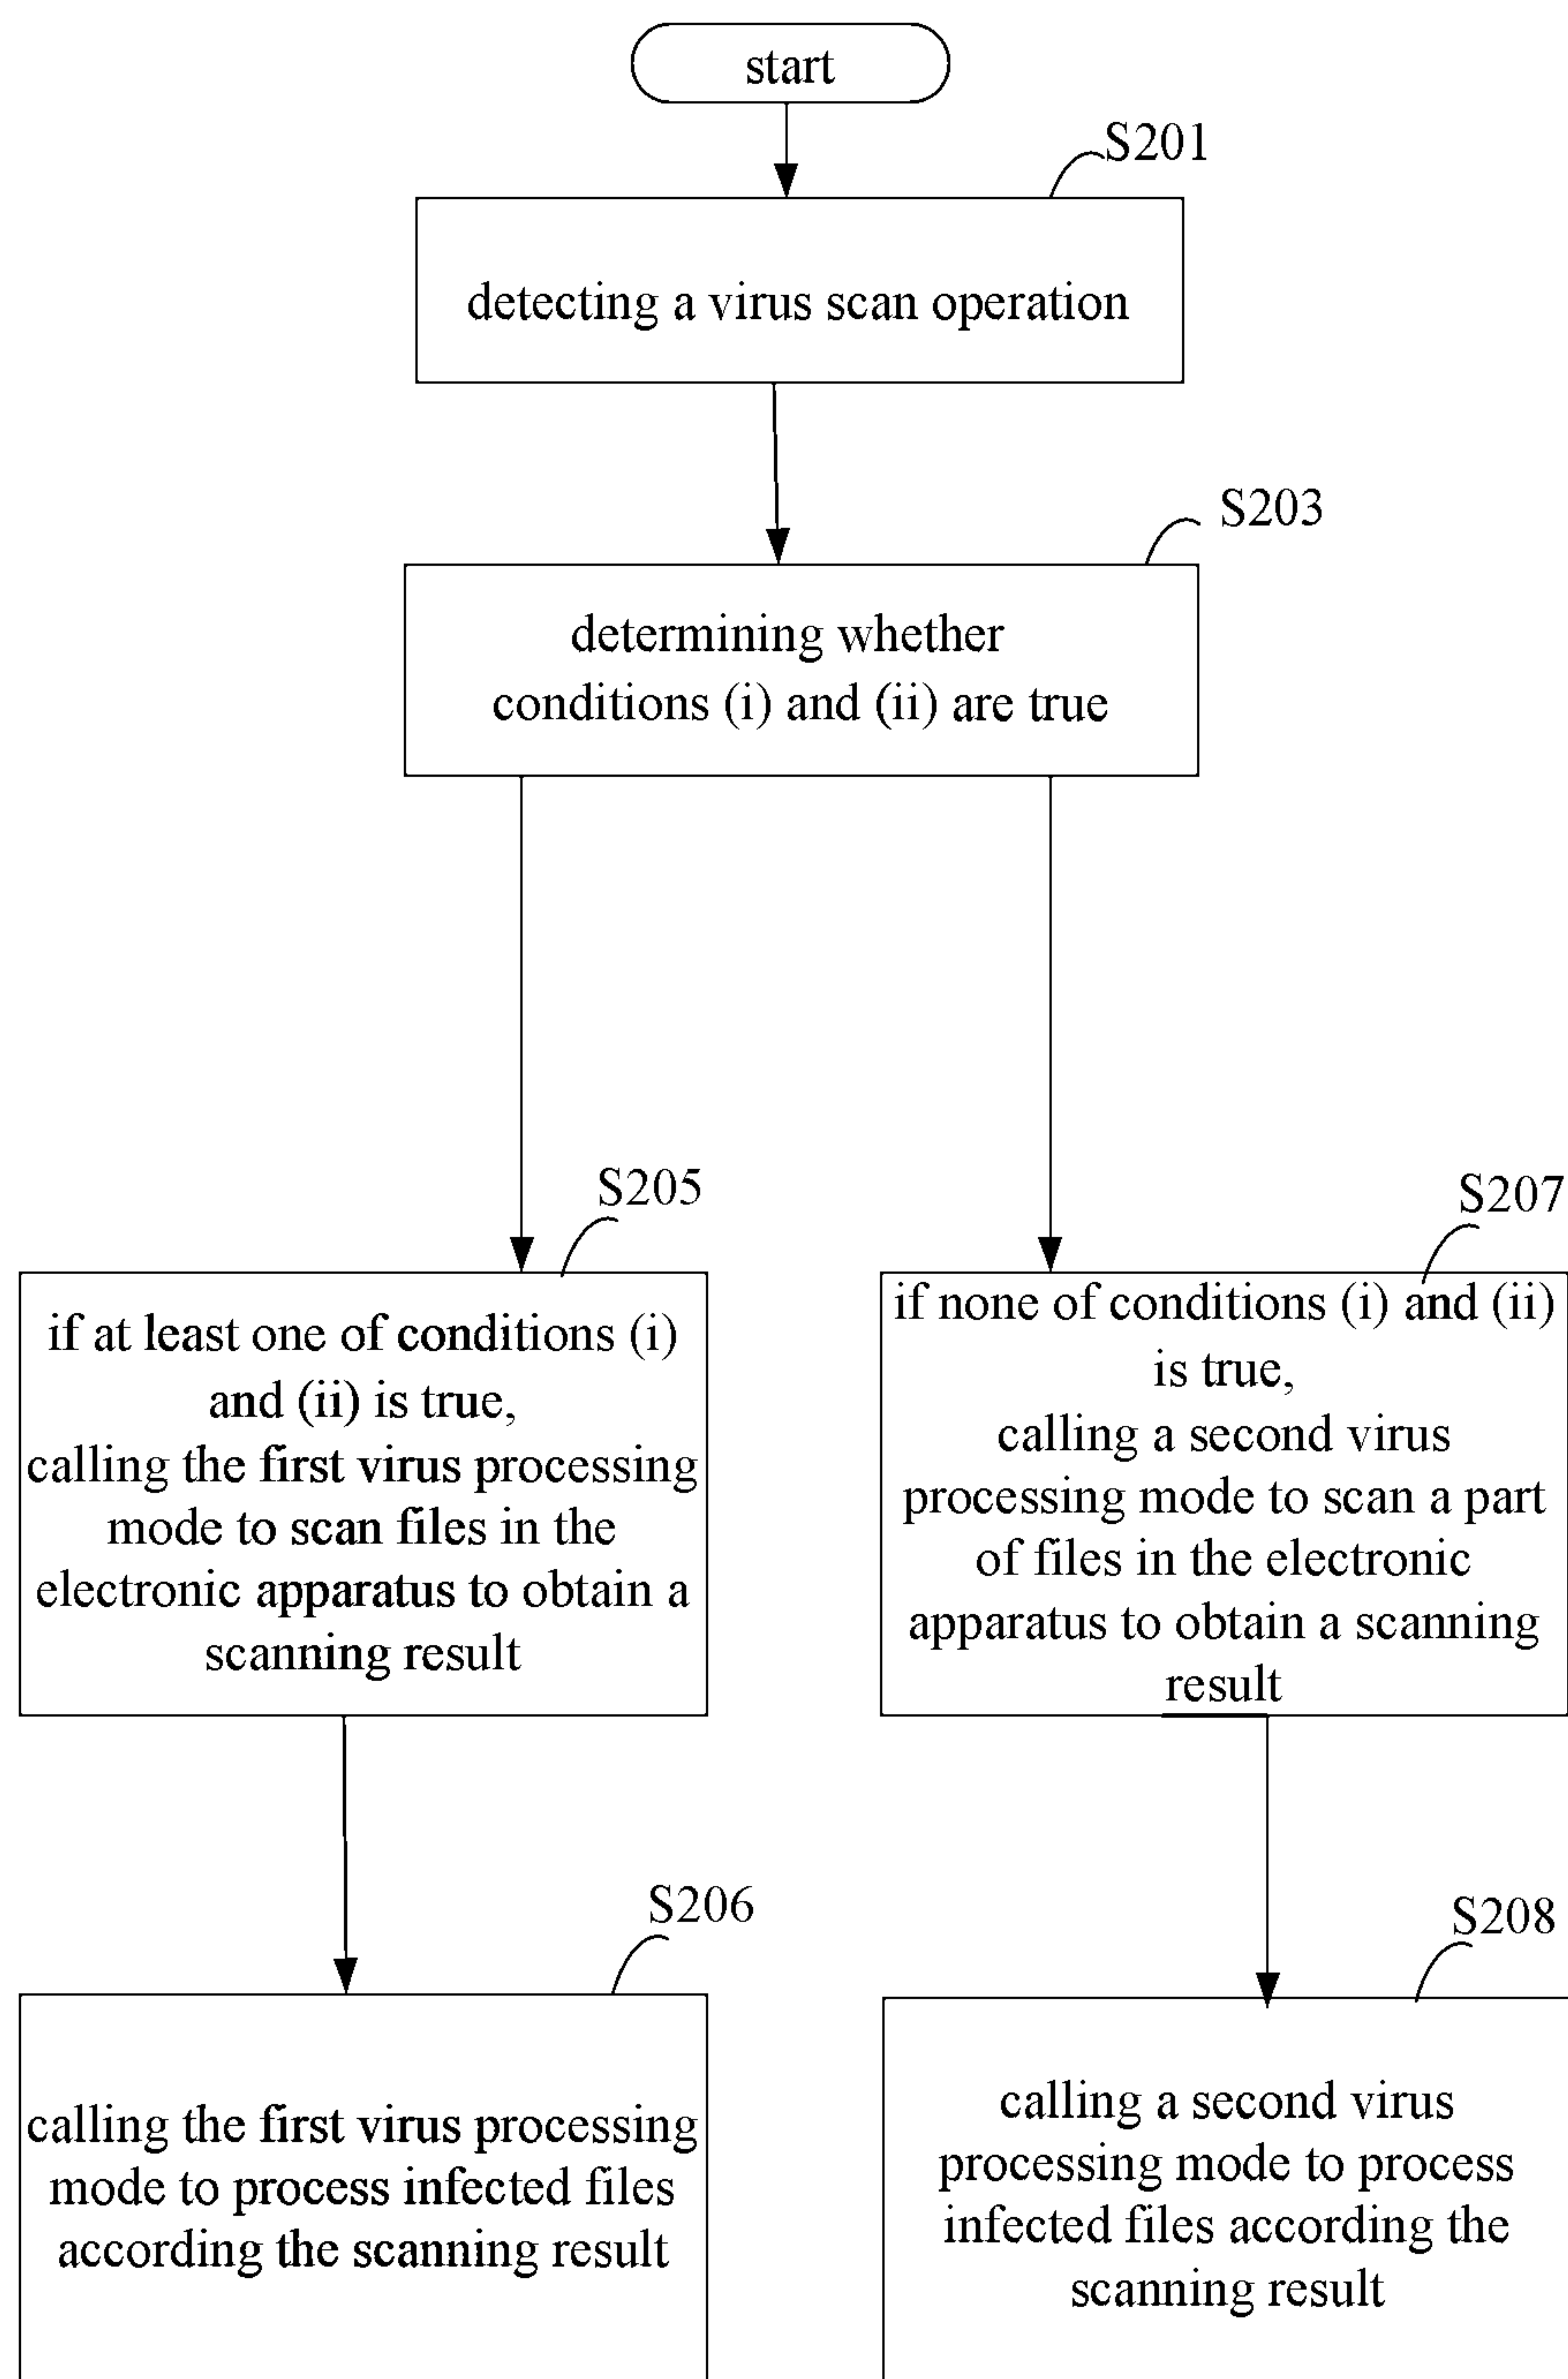 start
S201
detecting a virus scan operation
S203
determining whether
conditions (i) and (ii) are true
S205
if at least one of conditions (i)
and (ii) is true,
calling the first virus processing
mode to scan files in the
electronic apparatus to obtain a
scanning result
S207
if none of conditions (i) and (ii)
is true,
calling a second virus
processing mode to scan a part
of files in the electronic
apparatus to obtain a scanning
result
S206
calling the first virus processing
mode to process infected files
according the scanning result
S208
calling a second virus
processing mode to process
infected files according the
scanning result